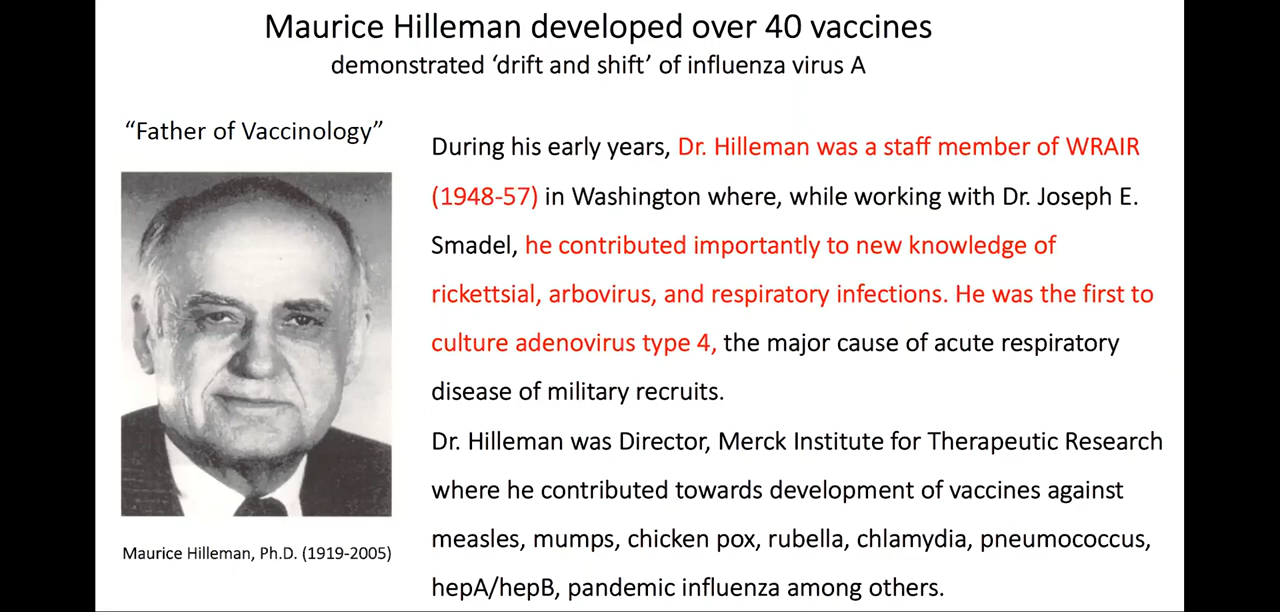 Maurice Hilleman developed over 40 vaccines
demonstrated ‘drift and shift’ of influenza virus A
“Father of Vaccinology”
Maurice Hilleman, Ph.D. (1919-2005)
During his early years, Dr. Hilleman was a staff member of WRAIR
(1948-57) in Washington where, while working with Dr. Joseph E.
Smadel, he contributed importantly to new knowledge of
rickettsial, arbovirus, and respiratory infections. He was the first to
culture adenovirus type 4, the major cause of acute respiratory
disease of military recruits.
Dr. Hilleman was Director, Merck Institute for Therapeutic Research
where he contributed towards development of vaccines against
measles, mumps, chicken pox, rubella, chlamydia, pneumococcus,
hepA/hepB, pandemic influenza among others.